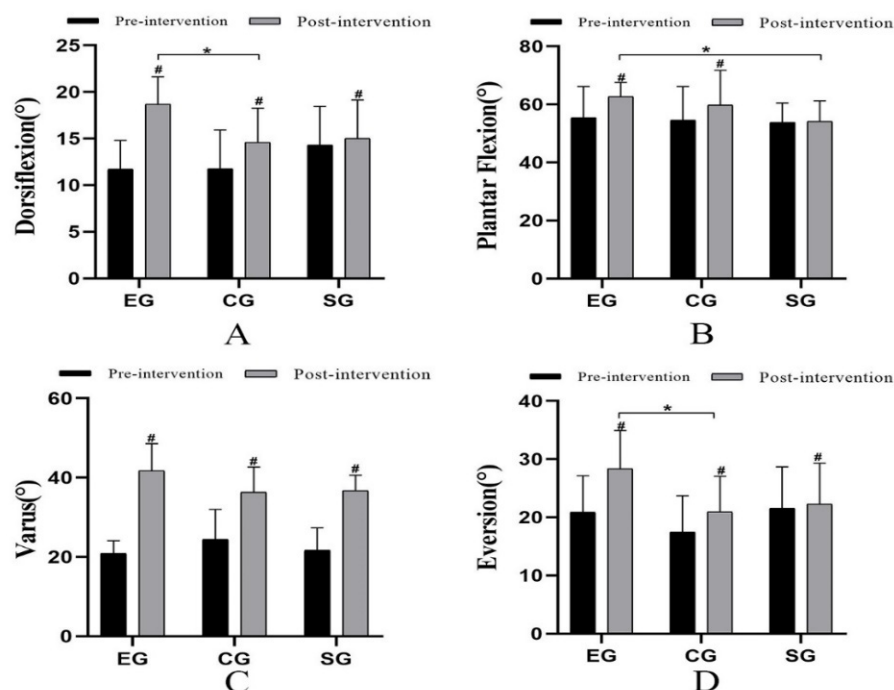 Pre-intervention Post-intervention
Dorsiflexion(°)
25
20
15
10
5
0
*
# # #
EG CG SG
A
Pre-intervention Post-intervention
Plantar Flexion(°)
80
60
40
20
0
*
# #
EG CG SG
B
Pre-intervention Post-intervention
Varus(°)
60
40
20
0
# # #
EG CG SG
C
Pre-intervention Post-intervention
Eversion(°)
40
30
20
10
0
*
# # #
EG CG SG
D